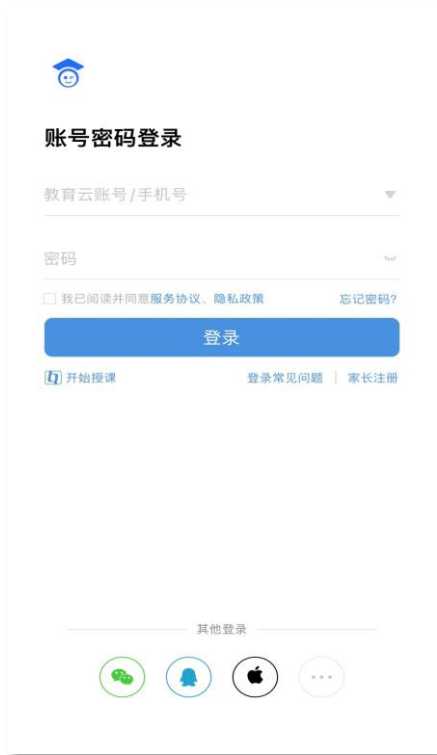 账号密码登录
教育云账号/手机号
密码
我已阅读并同意服务协议、隐私政策 忘记密码?
登录
开始授课 登录常见问题 家长注册
其他登录